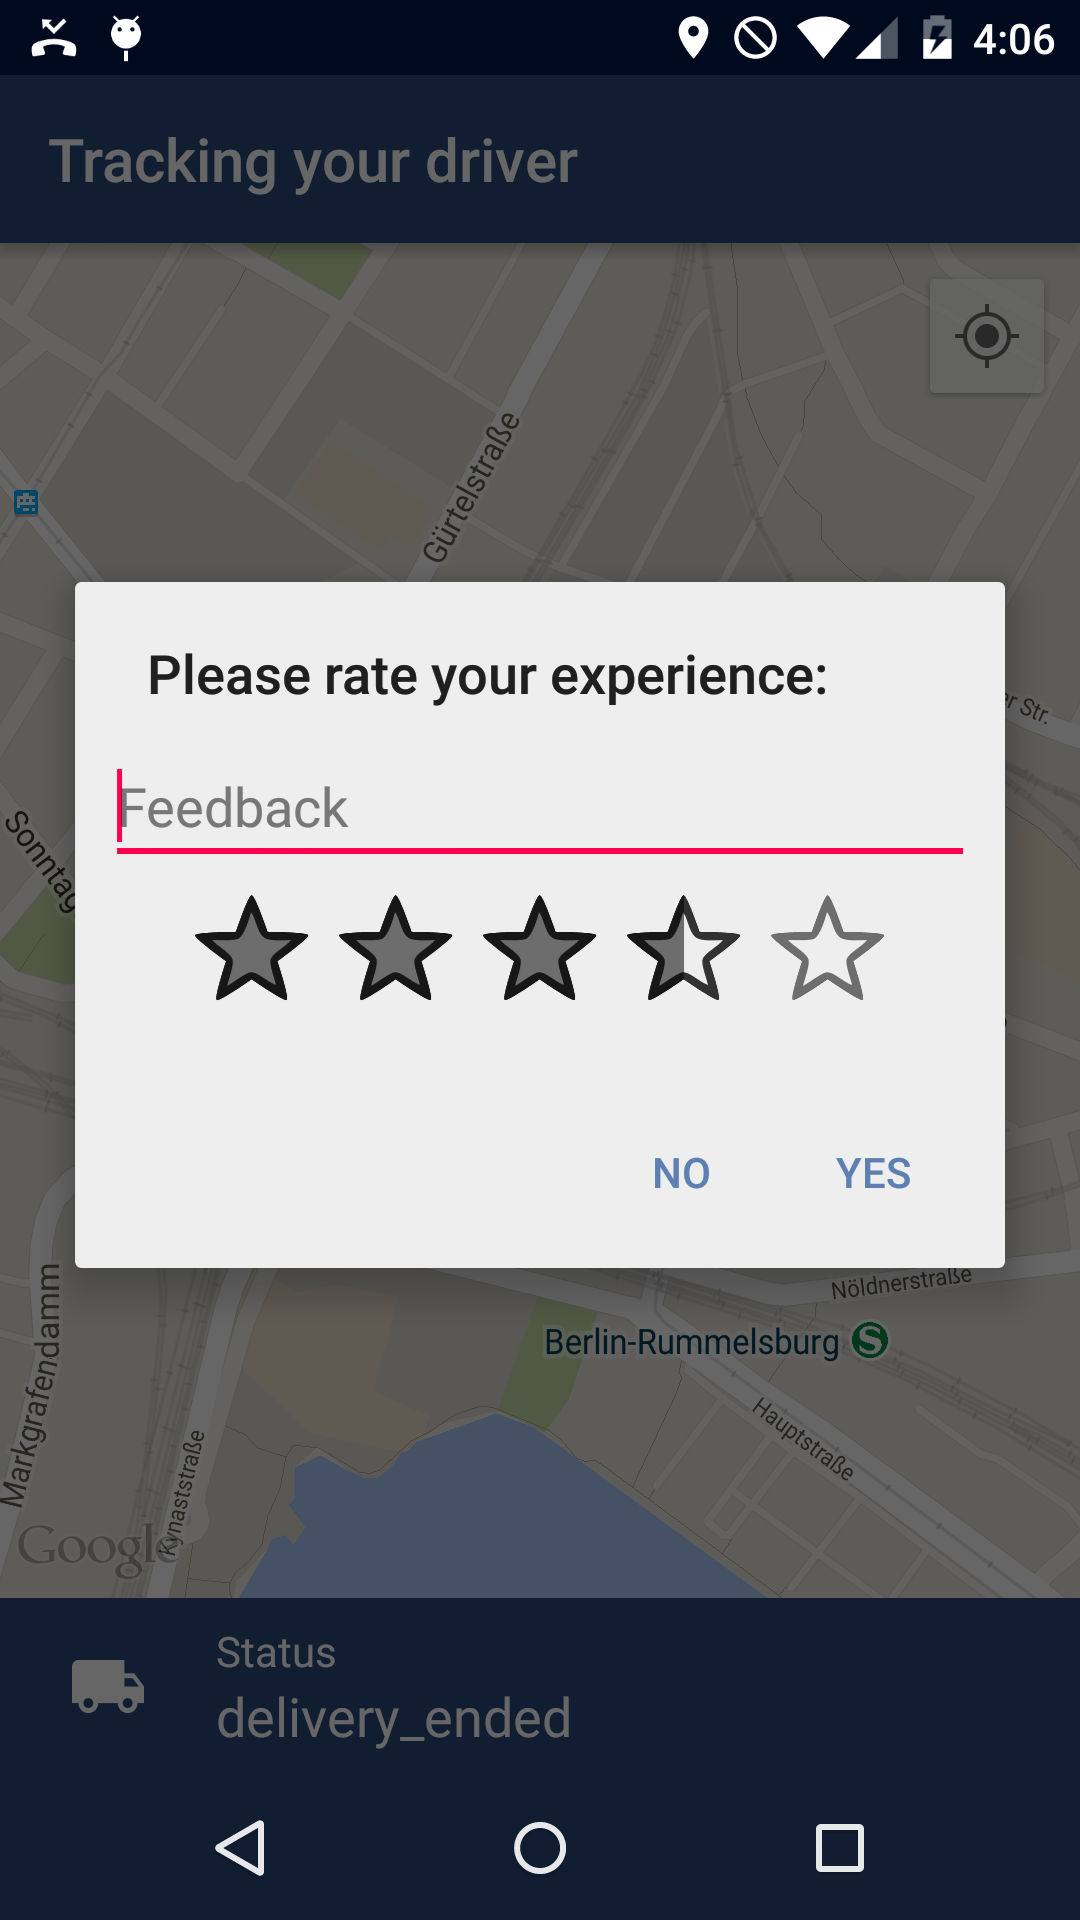 4:06
Tracking your driver
Gürtelstraße
er Str.
Please rate your experience:
Feedback
Sonntag
NO
YES
Nöldnerstraße
Berlin-Rummelsburg S
Markgrafendamm
Hauptstraße
Kynaststraße
Google
Status
delivery_ended